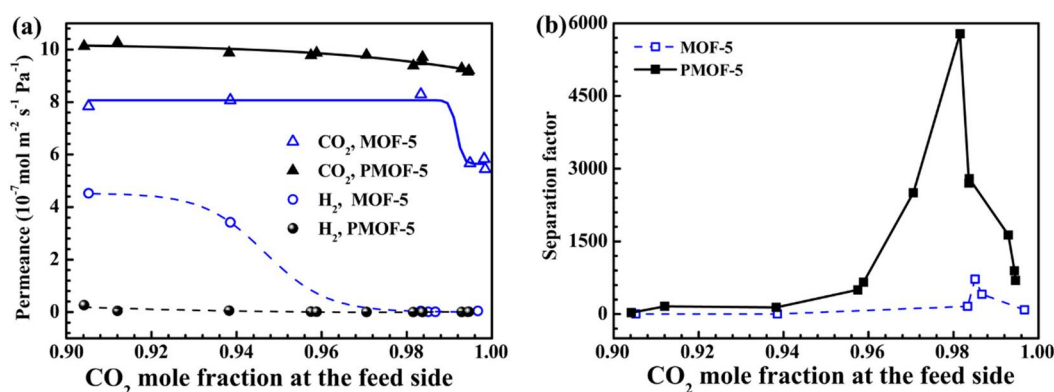 (a)
Permeance (10⁻⁷ mol m⁻² s⁻¹ Pa⁻¹)
10
8
6
4
2
0
CO₂, MOF-5
CO₂, PMOF-5
H₂, MOF-5
H₂, PMOF-5
0.90 0.92 0.94 0.96 0.98 1.00
CO₂ mole fraction at the feed side
(b)
Separation factor
6000
4500
3000
1500
0
MOF-5
PMOF-5
0.90 0.92 0.94 0.96 0.98 1.00
CO₂ mole fraction at the feed side